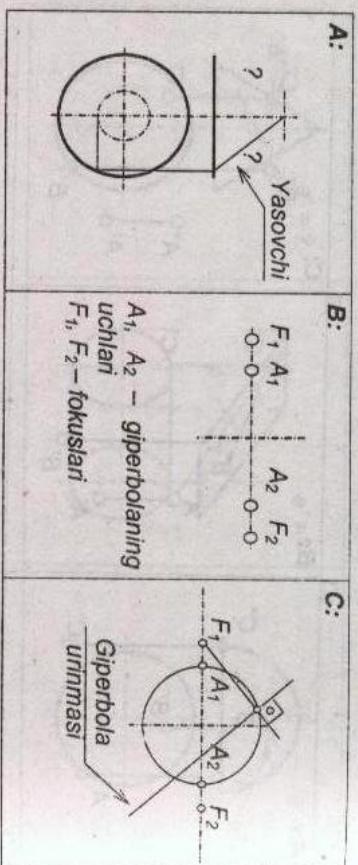 A:
?
?
Yasovchi
B:
F₁ A₁ A₂ F₂
A₁, A₂ – giperbolaning
uchlari
F₁, F₂ – fokuslari
C:
F₁ A₁ A₂ F₂
Giperbola
urinmasi